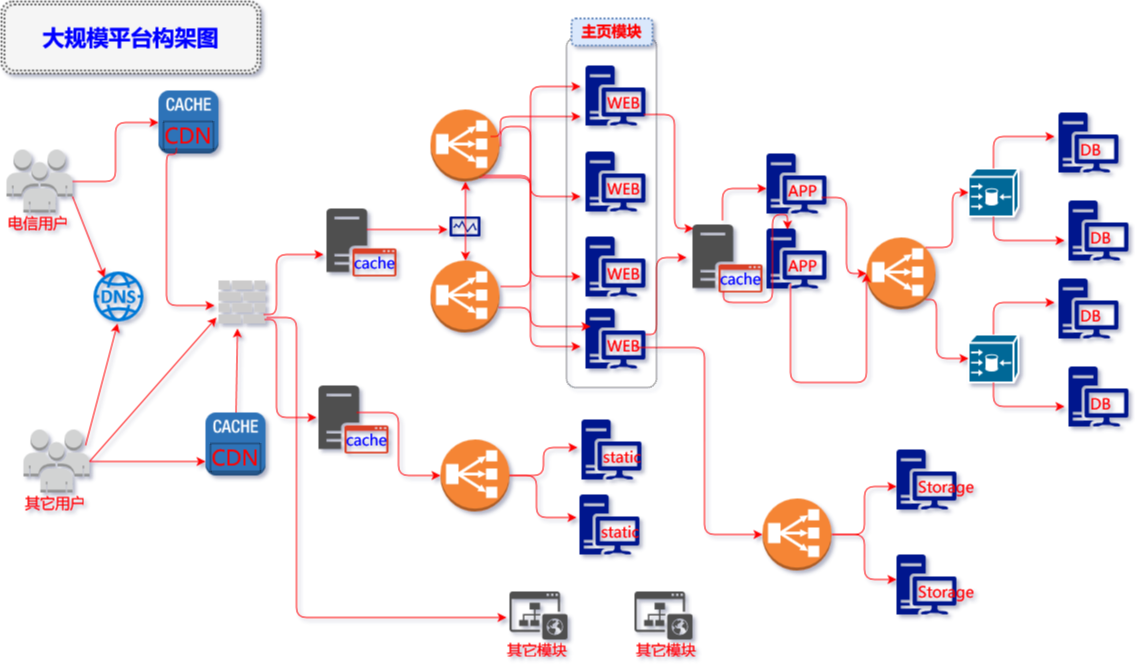 大规模平台构架图
主页模块
CACHE
CDN
WEB
电信用户
WEB
APP
DB
DB
cache
WEB
APP
cache
DNS
DB
WEB
DB
CACHE
CDN
cache
其它用户
static
static
Storage
Storage
其它模块
其它模块